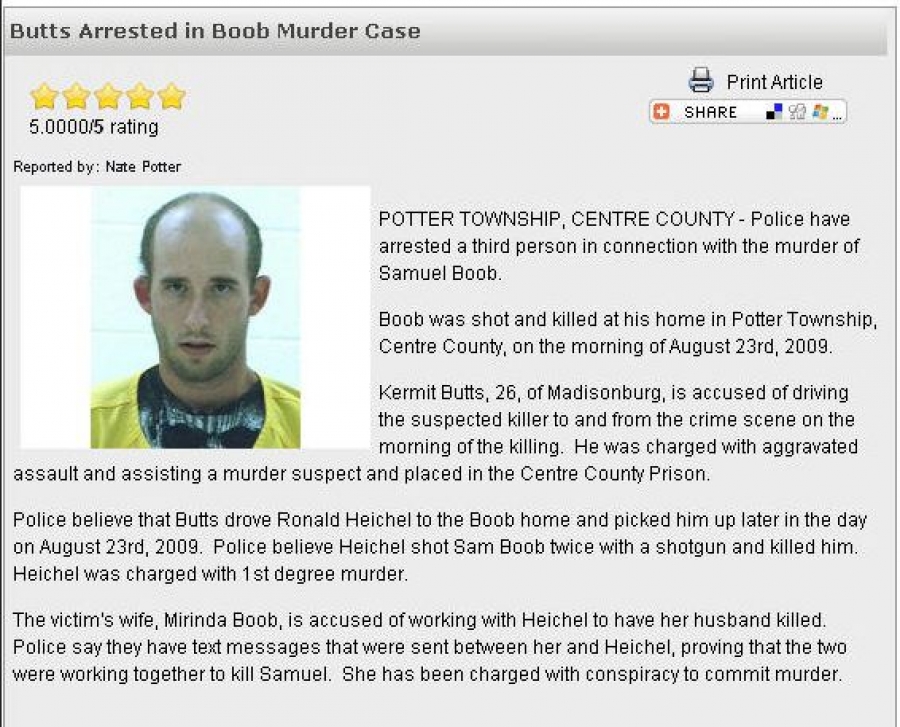 Butts Arrested in Boob Murder Case
Print Article
SHARE ...
5.0000/5 rating
Reported by: Nate Potter
POTTER TOWNSHIP, CENTRE COUNTY - Police have
arrested a third person in connection with the murder of
Samuel Boob.
Boob was shot and killed at his home in Potter Township,
Centre County, on the morning of August 23rd, 2009.
Kermit Butts, 26, of Madisonburg, is accused of driving
the suspected killer to and from the crime scene on the
morning of the killing.  He was charged with aggravated
assault and assisting a murder suspect and placed in the Centre County Prison.
Police believe that Butts drove Ronald Heichel to the Boob home and picked him up later in the day
on August 23rd, 2009.  Police believe Heichel shot Sam Boob twice with a shotgun and killed him.
Heichel was charged with 1st degree murder.
The victim's wife, Mirinda Boob, is accused of working with Heichel to have her husband killed.
Police say they have text messages that were sent between her and Heichel, proving that the two
were working together to kill Samuel.  She has been charged with conspiracy to commit murder.